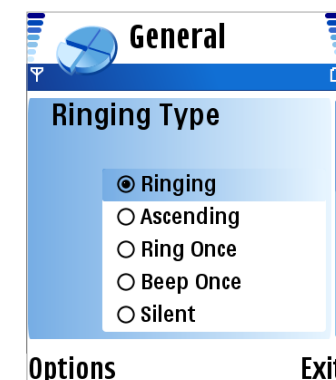 General
Ringing Type
Ringing
Ascending
Ring Once
Beep Once
Silent
Options Exit